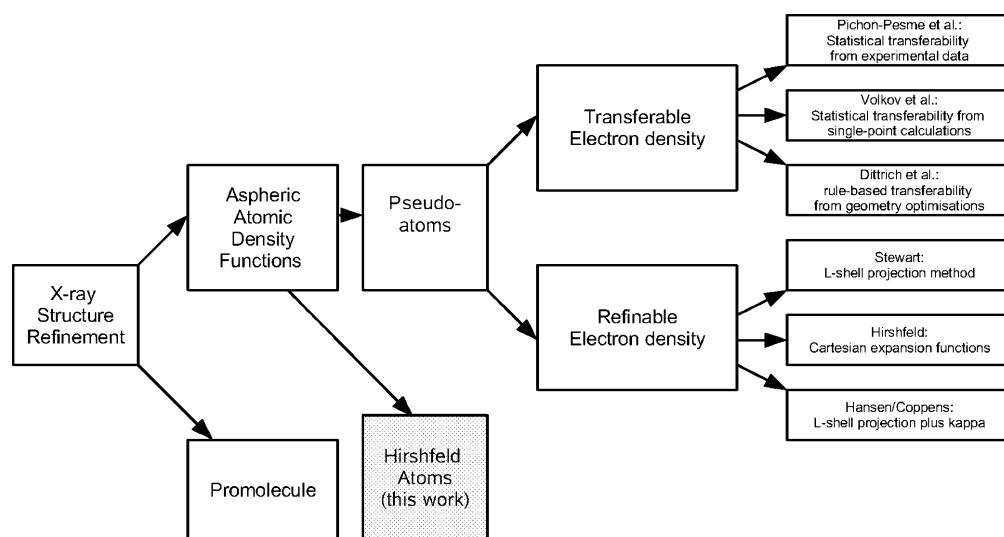 X-ray
Structure
Refinement
Aspheric
Atomic
Density
Functions
Promolecule
Pseudo-
atoms
Hirshfeld
Atoms
(this work)
Transferable
Electron density
Refinable
Electron density
Pichon-Pesme et al.:
Statistical transferability
from experimental data
Volkov et al.:
Statistical transferability from
single-point calculations
Dittrich et al.:
rule-based transferability
from geometry optimisations
Stewart:
L-shell projection method
Hirshfeld:
Cartesian expansion functions
Hansen/Coppens:
L-shell projection plus kappa